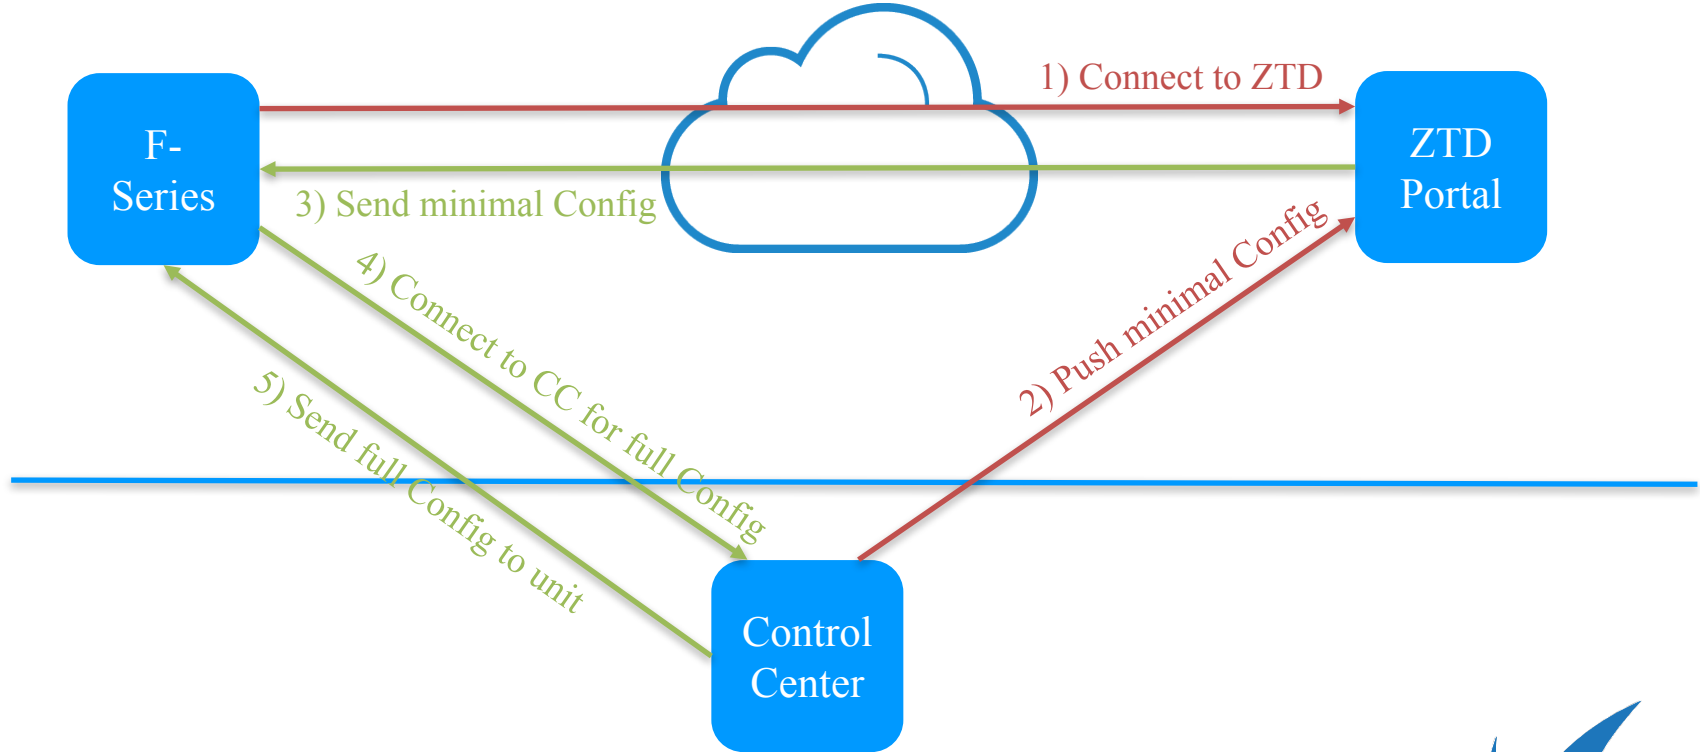 1) Connect to ZTD
F-
Series
ZTD
Portal
3) Send minimal Config
2) Push minimal Config
4) Connect to CC for full Config
5) Send full Config to unit
Control
Center